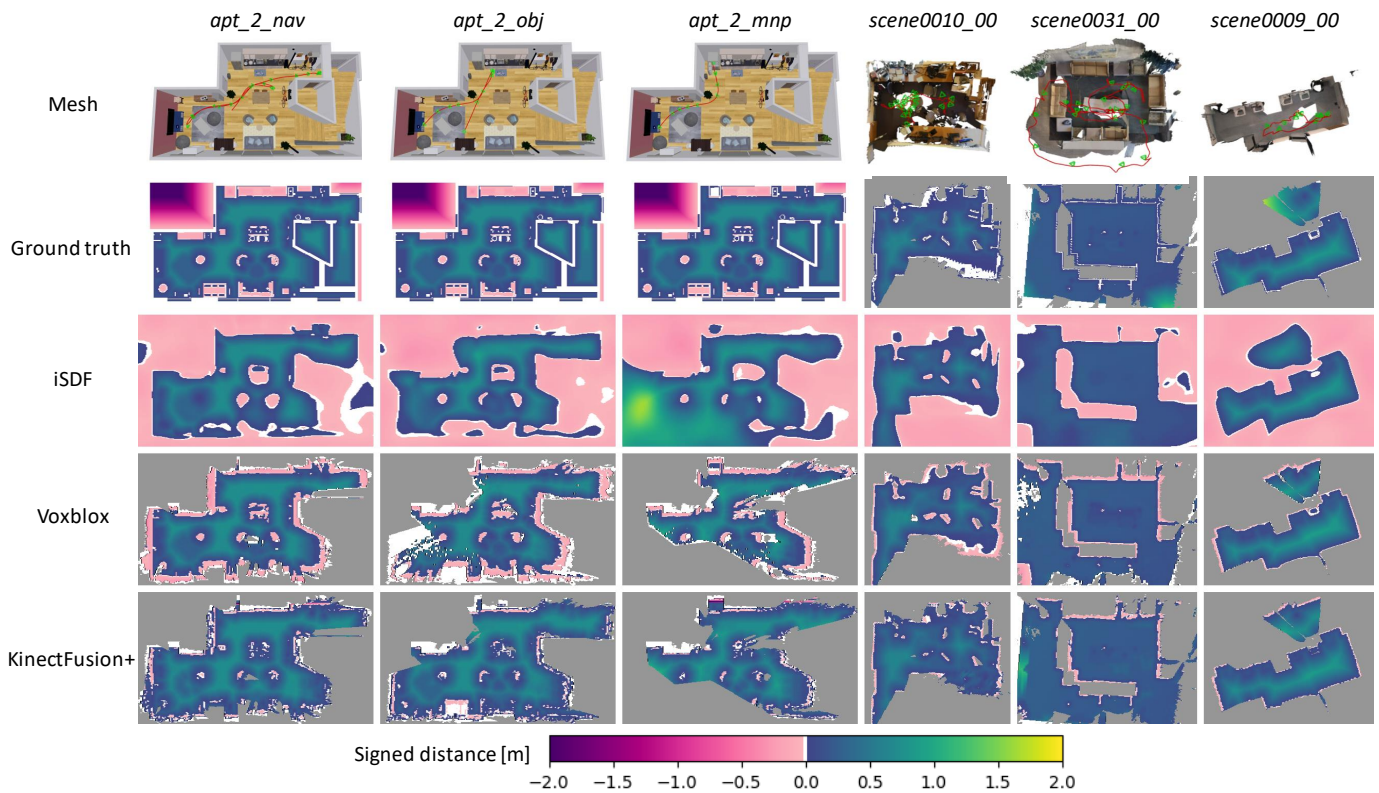 apt_2_nav apt_2_obj apt_2_mnp scene0010_00 scene0031_00 scene0009_00
Mesh
Ground truth
iSDF
Voxblox
KinectFusion+
Signed distance [m]
−2.0 −1.5 −1.0 −0.5 0.0 0.5 1.0 1.5 2.0